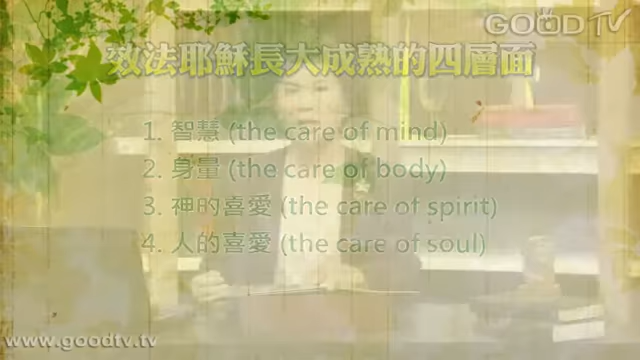 GOOD TV
效法耶穌長大成熟的四層面
1. 智慧 (the care of mind)
2. 身量 (the care of body)
3. 神的喜愛 (the care of spirit)
4. 人的喜愛 (the care of soul)
www.goodtv.tv